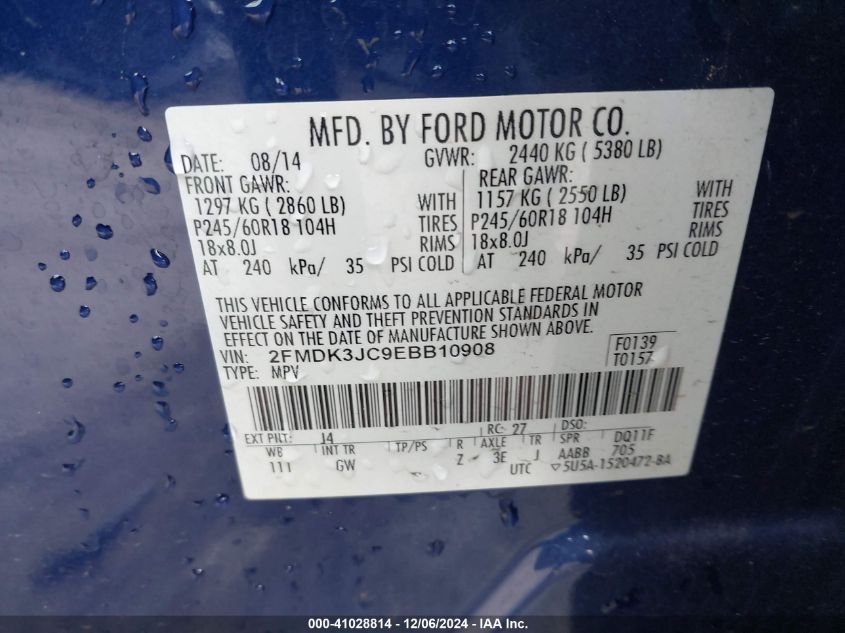 MFD. BY FORD MOTOR CO.
DATE: 08/14 GVWR: 2440 KG ( 5380 LB)
FRONT GAWR: REAR GAWR:
1297 KG ( 2860 LB) WITH 1157 KG ( 2550 LB) WITH
P245/60R18 104H TIRES P245/60R18 104H TIRES
18x8.0J RIMS 18x8.0J RIMS
AT 240 kPa/ 35 PSI COLD AT 240 kPa/ 35 PSI COLD
THIS VEHICLE CONFORMS TO ALL APPLICABLE FEDERAL MOTOR
VEHICLE SAFETY AND THEFT PREVENTION STANDARDS IN
EFFECT ON THE DATE OF MANUFACTURE SHOWN ABOVE.
VIN: 2FMDK3JC9EBB10908 F0139
TYPE: MPV T0157
EXT PNT: J4 RC: 27 DSO:
WB INT TR TP/PS R AXLE TR SPR DQ11F
111 GW Z 3E J AABB 705
UTC ▽5U5A-1520472-BA
000-41028814 - 12/06/2024 - IAA Inc.